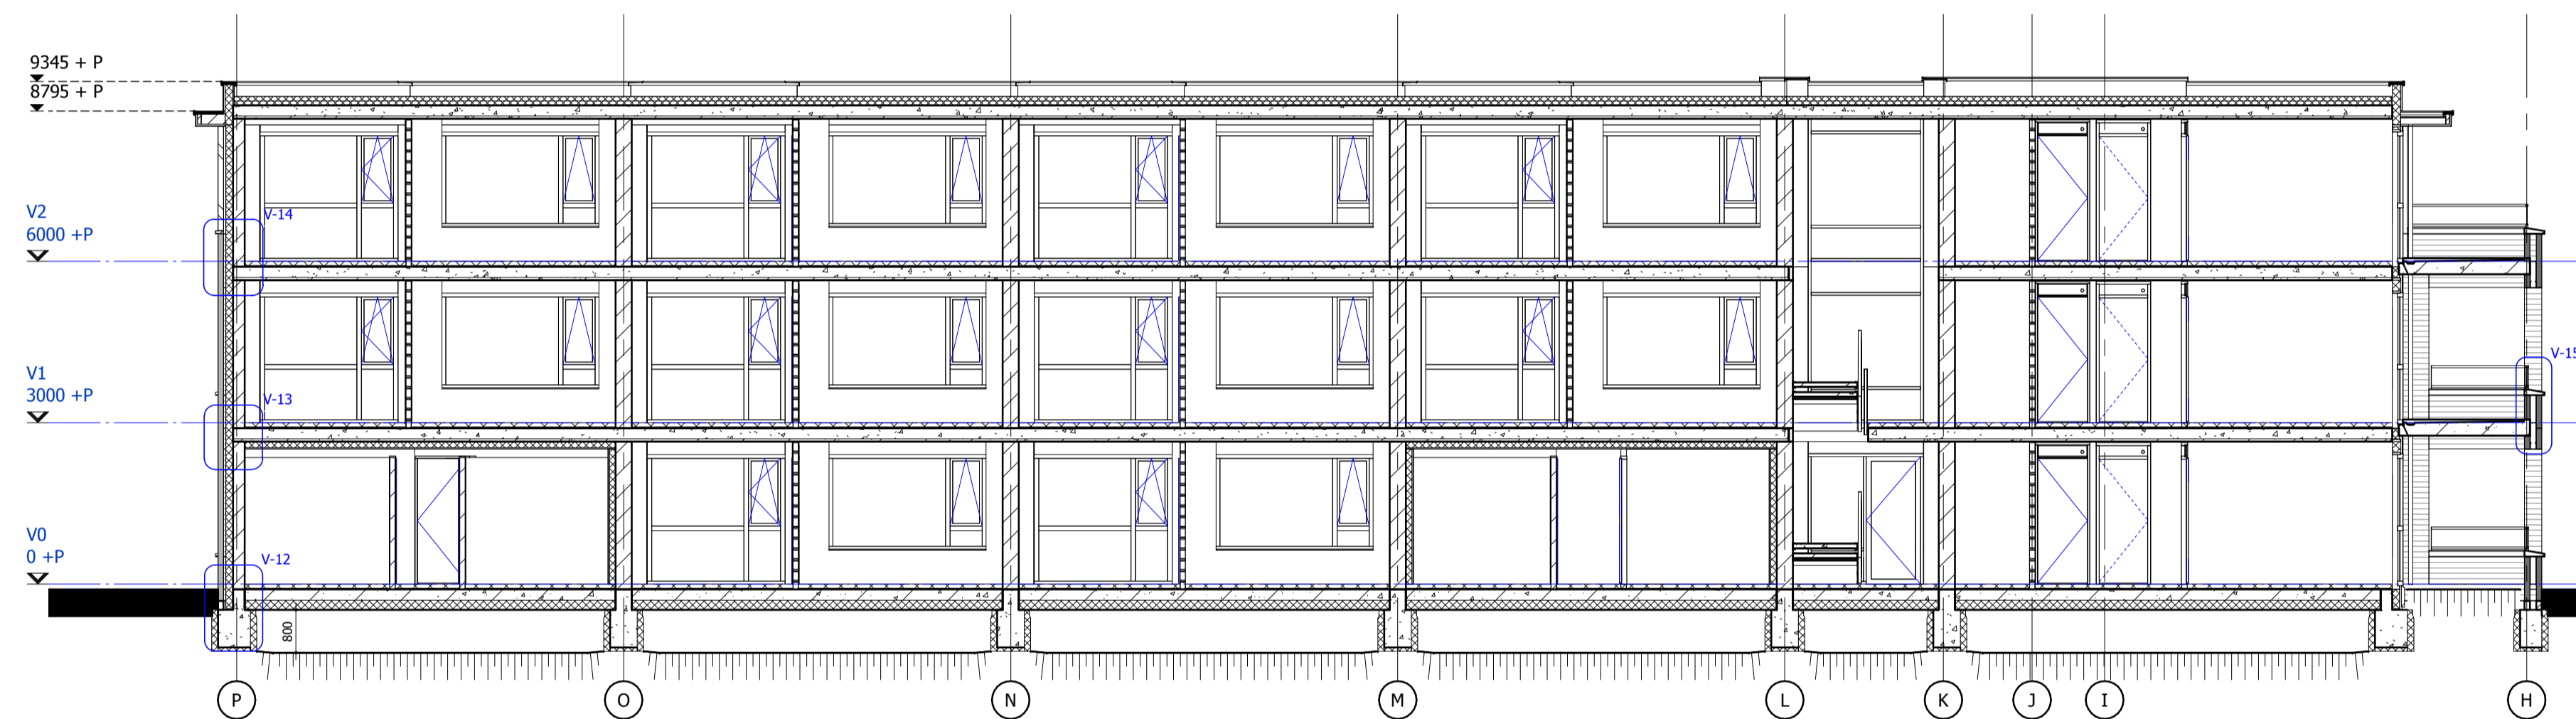 9345 + P
8795 + P
V2
6000 +P
V-14
V1
3000 +P
V-13
V-15
V0
0 +P
V-12
800
P
O
N
M
L
K
J
I
H